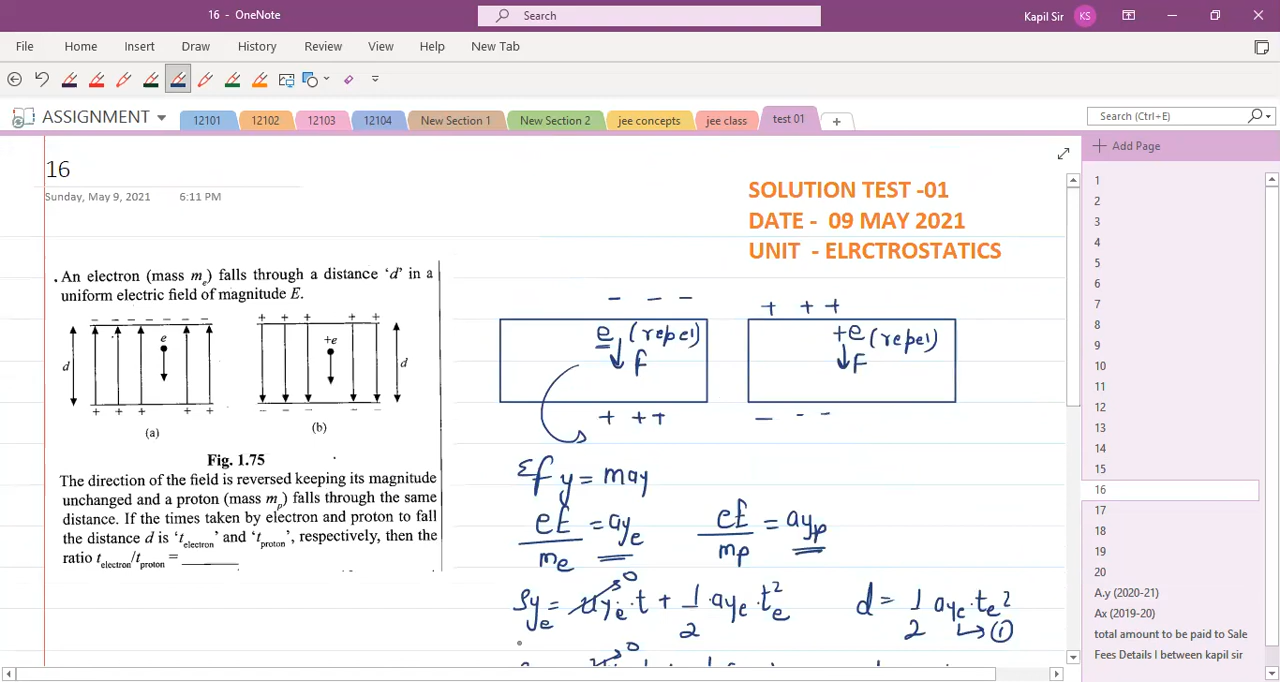 16 - OneNote
Search
Kapil Sir KS
File Home Insert Draw History Review View Help New Tab
ASSIGNMENT
12101 12102 12103 12104 New Section 1 New Section 2 jee concepts jee class test 01
Search (Ctrl+E)
Add Page
16
Sunday, May 9, 2021 6:11 PM
SOLUTION TEST -01
DATE - 09 MAY 2021
UNIT - ELRCTROSTATICS
. An electron (mass mₑ) falls through a distance ‘d’ in a
uniform electric field of magnitude E.
– – – – – – – –
d
e
+ + + + +
(a)
+ + + + +
+e
d
– – – – –
(b)
Fig. 1.75
The direction of the field is reversed keeping its magnitude
unchanged and a proton (mass mₚ) falls through the same
distance. If the times taken by electron and proton to fall
the distance d is ‘t_electron’ and ‘t_proton’, respectively, then the
ratio t_electron/t_proton = ______
– – –
e (repel)
F
+ + +
+ + +
+e (repel)
F
– – –
Σfy = may
eE/me = aye
eE/mp = ayp
Sye = uye·t + 1/2·aye·te² 0
d = 1/2 aye·te² ↳ ①
1
2
3
4
5
6
7
8
9
10
11
12
13
14
15
16
17
18
19
20
A.y (2020-21)
Ax (2019-20)
total amount to be paid to Sale
Fees Details I between kapil sir